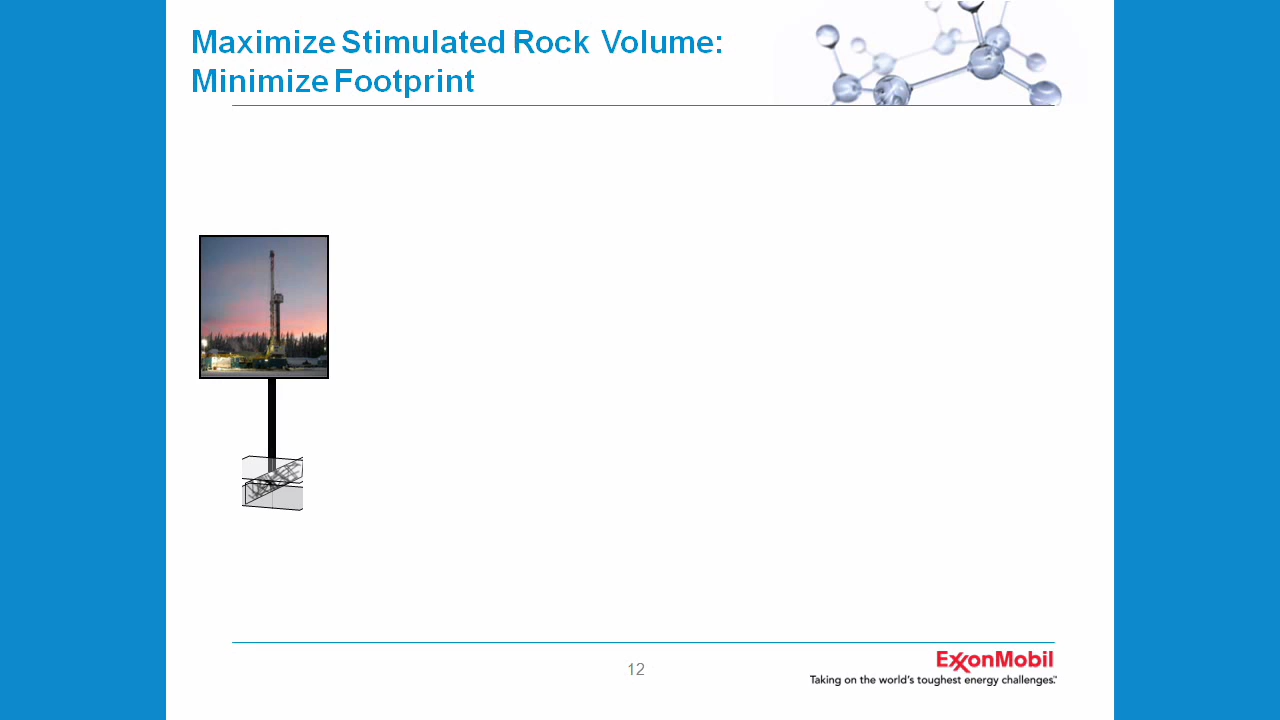 Maximize Stimulated Rock Volume:
Minimize Footprint
12
ExxonMobil
Taking on the world's toughest energy challenges.™